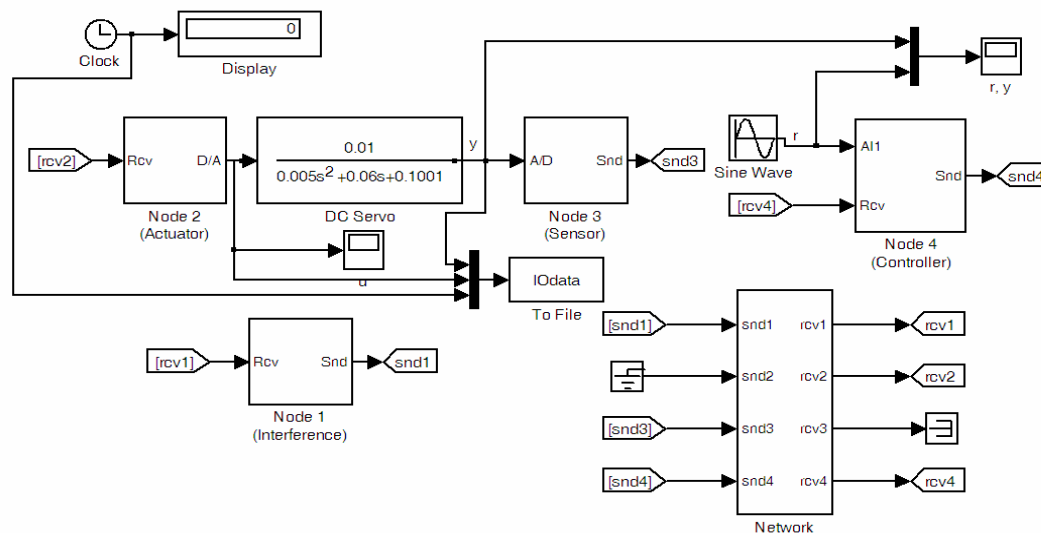 0
Clock
Display
r, y
[rcv2]
Rcv
D/A
0.01
0.005s²+0.06s+0.1001
y
A/D
Snd
snd3
r
Sine Wave
AI1
Snd
snd4
[rcv4]
Rcv
Node 2
(Actuator)
DC Servo
Node 3
(Sensor)
Node 4
(Controller)
u
IOdata
To File
[rcv1]
Rcv
Snd
snd1
Node 1
(Interference)
[snd1]
snd1
rcv1
rcv1
snd2
rcv2
rcv2
[snd3]
snd3
rcv3
[snd4]
snd4
rcv4
rcv4
Network